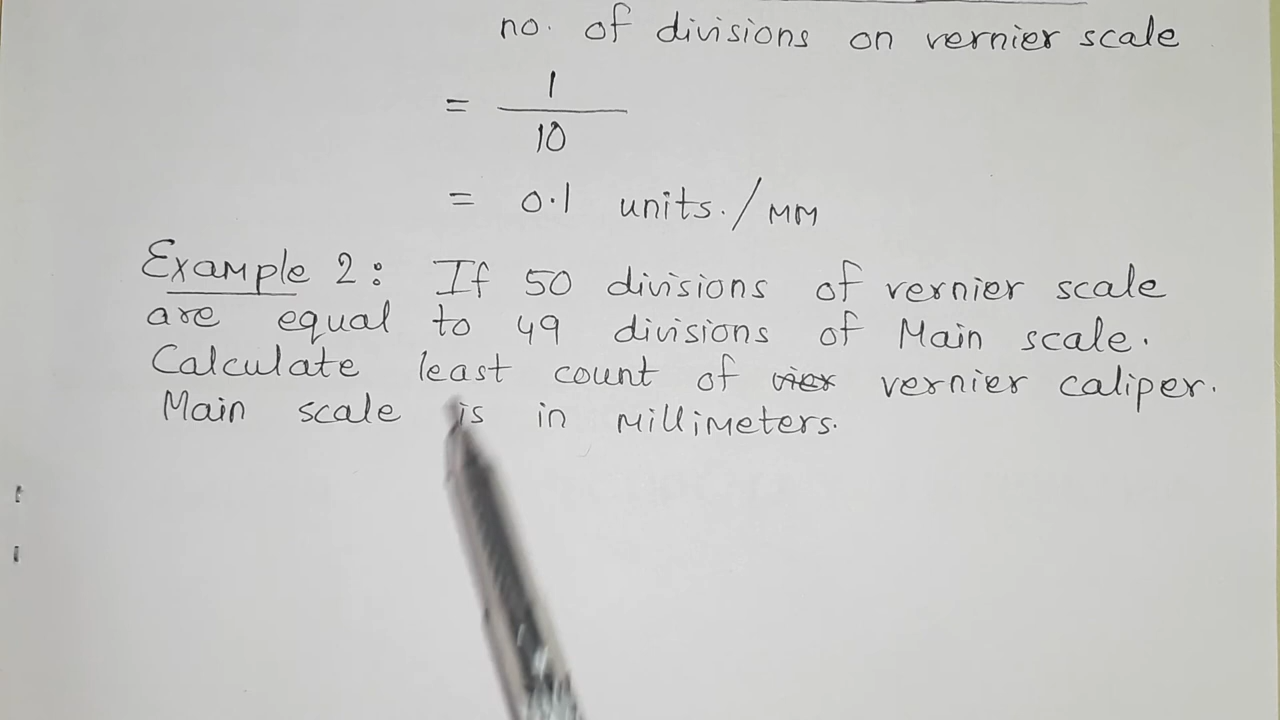 no. of divisions on vernier scale
= 1
10
= 0.1 units./MM
Example 2: If 50 divisions of vernier scale
are equal to 49 divisions of Main scale.
Calculate least count of vernier caliper.
Main scale is in Millimeters.